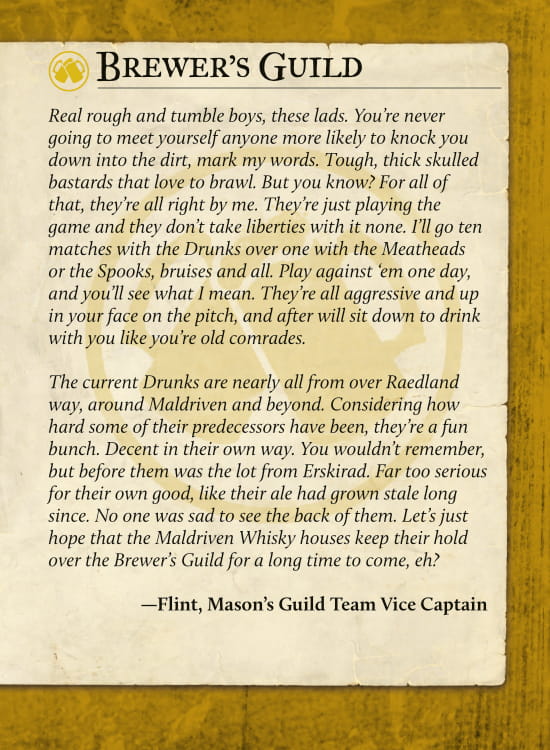 Brewer's Guild
Real rough and tumble boys, these lads. You're never
going to meet yourself anyone more likely to knock you
down into the dirt, mark my words. Tough, thick skulled
bastards that love to brawl. But you know? For all of
that, they're all right by me. They're just playing the
game and they don't take liberties with it none. I'll go ten
matches with the Drunks over one with the Meatheads
or the Spooks, bruises and all. Play against 'em one day,
and you'll see what I mean. They're all aggressive and up
in your face on the pitch, and after will sit down to drink
with you like you're old comrades.
The current Drunks are nearly all from over Raedland
way, around Maldriven and beyond. Considering how
hard some of their predecessors have been, they're a fun
bunch. Decent in their own way. You wouldn't remember,
but before them was the lot from Erskirad. Far too serious
for their own good, like their ale had grown stale long
since. No one was sad to see the back of them. Let's just
hope that the Maldriven Whisky houses keep their hold
over the Brewer's Guild for a long time to come, eh?
—Flint, Mason's Guild Team Vice Captain